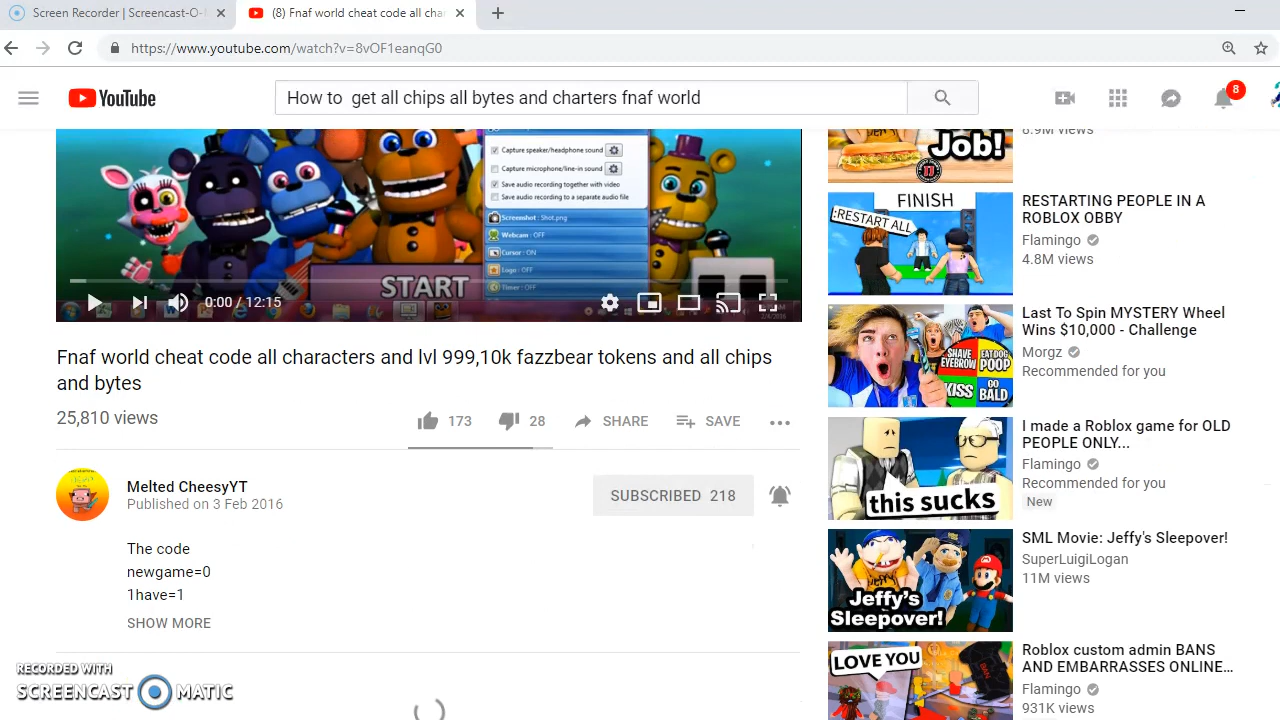 Screen Recorder | Screencast-O-
(8) Fnaf world cheat code all cha
https://www.youtube.com/watch?v=8vOF1eanqG0
YouTube
How to  get all chips all bytes and charters fnaf world
8
Capture speaker/headphone sound
Capture microphone/line-in sound
Save audio recording together with video
Save audio recording to a separate audio file
Screenshot : Shot.png
Webcam : OFF
Cursor : ON
Logo : OFF
Timer : OFF
START
0:00 / 12:15
2/4/2016
Fnaf world cheat code all characters and lvl 999,10k fazzbear tokens and all chips
and bytes
25,810 views
173
28
SHARE
SAVE
Melted CheesyYT
Published on 3 Feb 2016
SUBSCRIBED 218
The code
newgame=0
1have=1
SHOW MORE
RECORDED WITH
SCREENCAST MATIC
Job!
6.9M views
FINISH
:RESTART ALL
RESTARTING PEOPLE IN A
ROBLOX OBBY
Flamingo
4.8M views
SHAVE
EYEBROW
EAT DOG
POOP
KISS
GO
BALD
Last To Spin MYSTERY Wheel
Wins $10,000 - Challenge
Morgz
Recommended for you
this sucks
I made a Roblox game for OLD
PEOPLE ONLY...
Flamingo
Recommended for you
New
Jeffy's
Sleepover!
SML Movie: Jeffy's Sleepover!
SuperLuigiLogan
11M views
LOVE YOU
BAN
Roblox custom admin BANS
AND EMBARRASSES ONLINE...
Flamingo
931K views